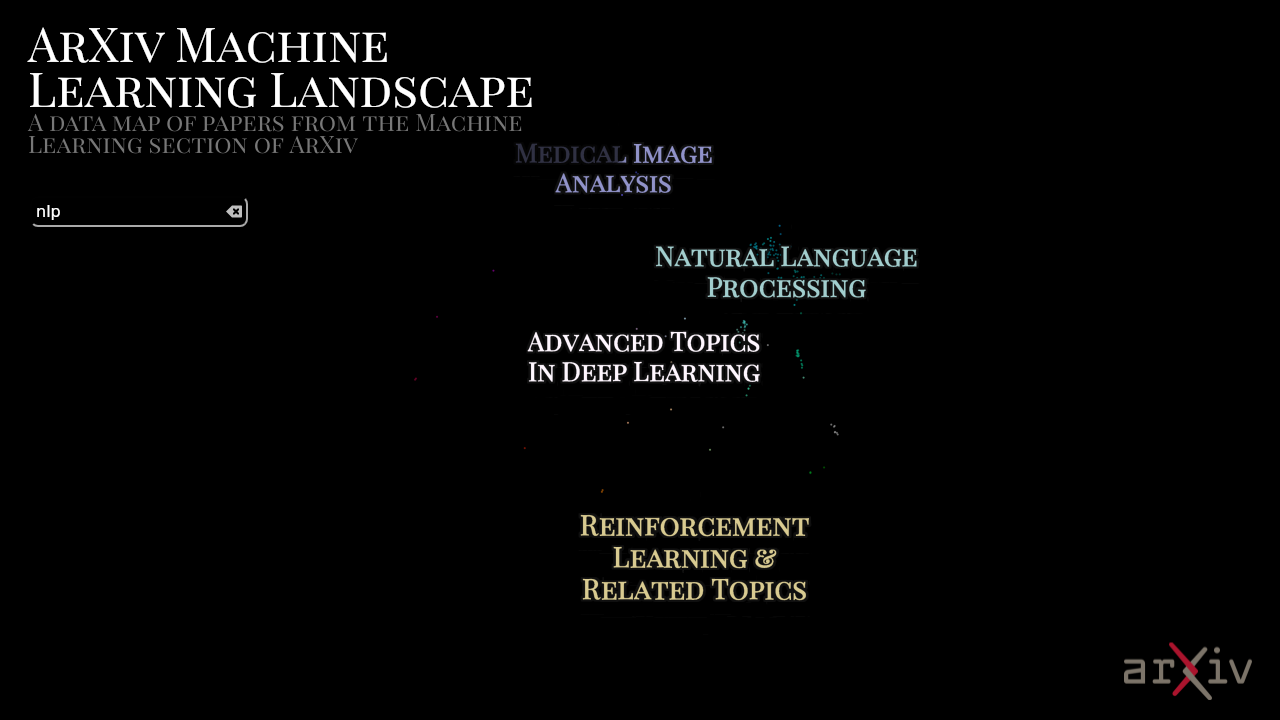 ArXiv Machine
Learning Landscape
A data map of papers from the Machine
Learning section of ArXiv
nlp
Medical Image
Analysis
Natural Language
Processing
Advanced Topics
In Deep Learning
Reinforcement
Learning &
Related Topics
arXiv